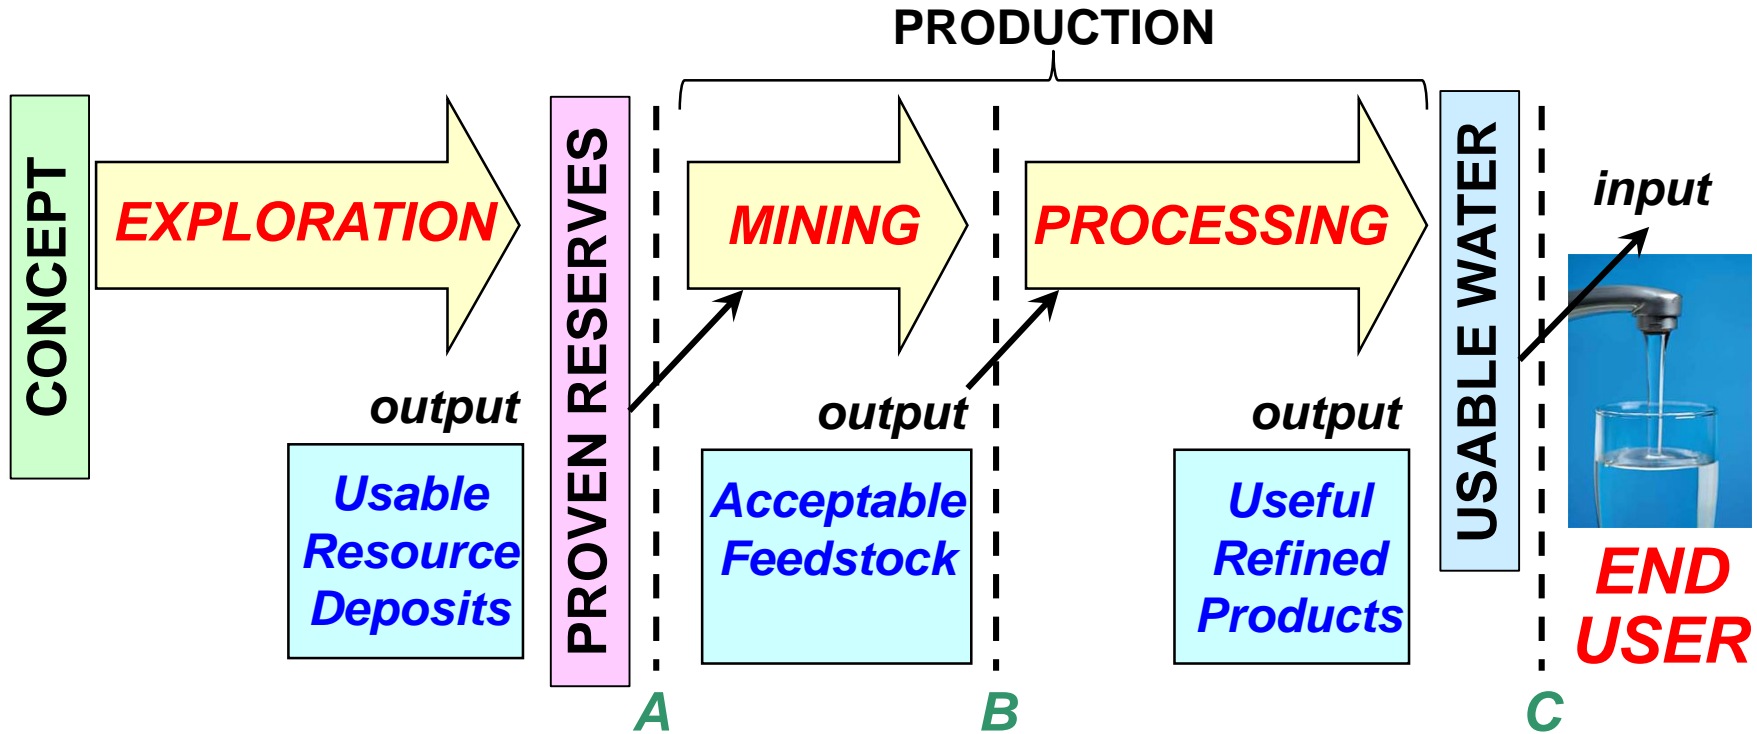 PRODUCTION
CONCEPT
EXPLORATION
output
Usable
Resource
Deposits
PROVEN RESERVES
A
MINING
output
Acceptable
Feedstock
B
PROCESSING
output
Useful
Refined
Products
USABLE WATER
C
input
END
USER